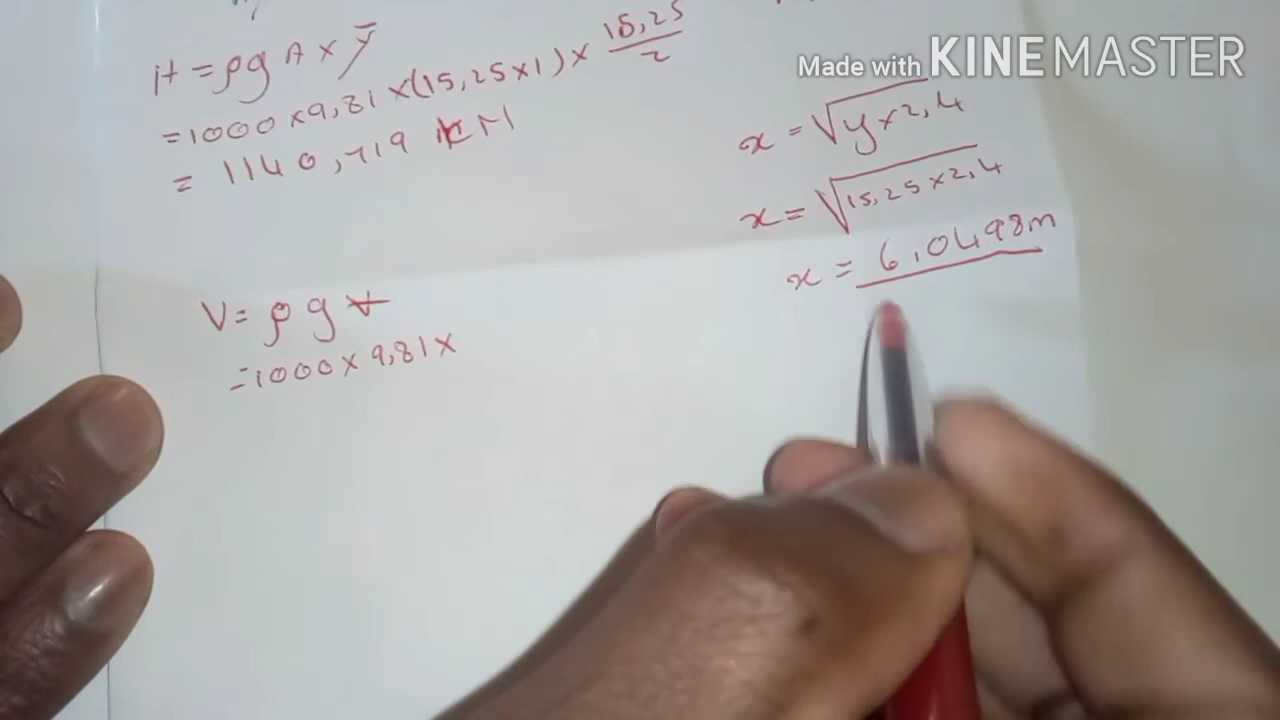 Made with KINEMASTER
H = ρg A × ȳ
= 1000 × 9,81 × (15,25×1) × 15,25/2
= 1140,719 kN
x = √y×2,4
x = √15,25×2,4
x = 6,0498m
V = ρ g V
= 1000 × 9,81 ×